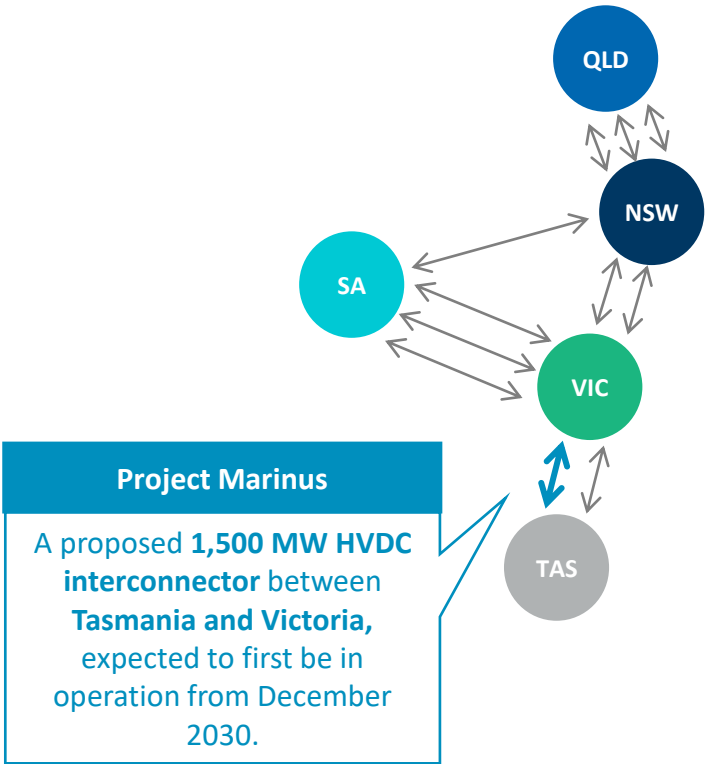 QLD
NSW
SA
VIC
TAS
Project Marinus
A proposed 1,500 MW HVDC
interconnector between
Tasmania and Victoria,
expected to first be in
operation from December
2030.